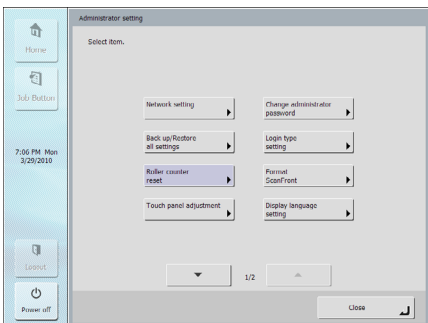 Administrator setting
Select item.
Home
Job Button
7:06 PM Mon
3/29/2010
Logout
Power off
Network setting
Change administrator
password
Back up/Restore
all settings
Login type
setting
Roller counter
reset
Format
ScanFront
Touch panel adjustment
Display language
setting
1/2
Close